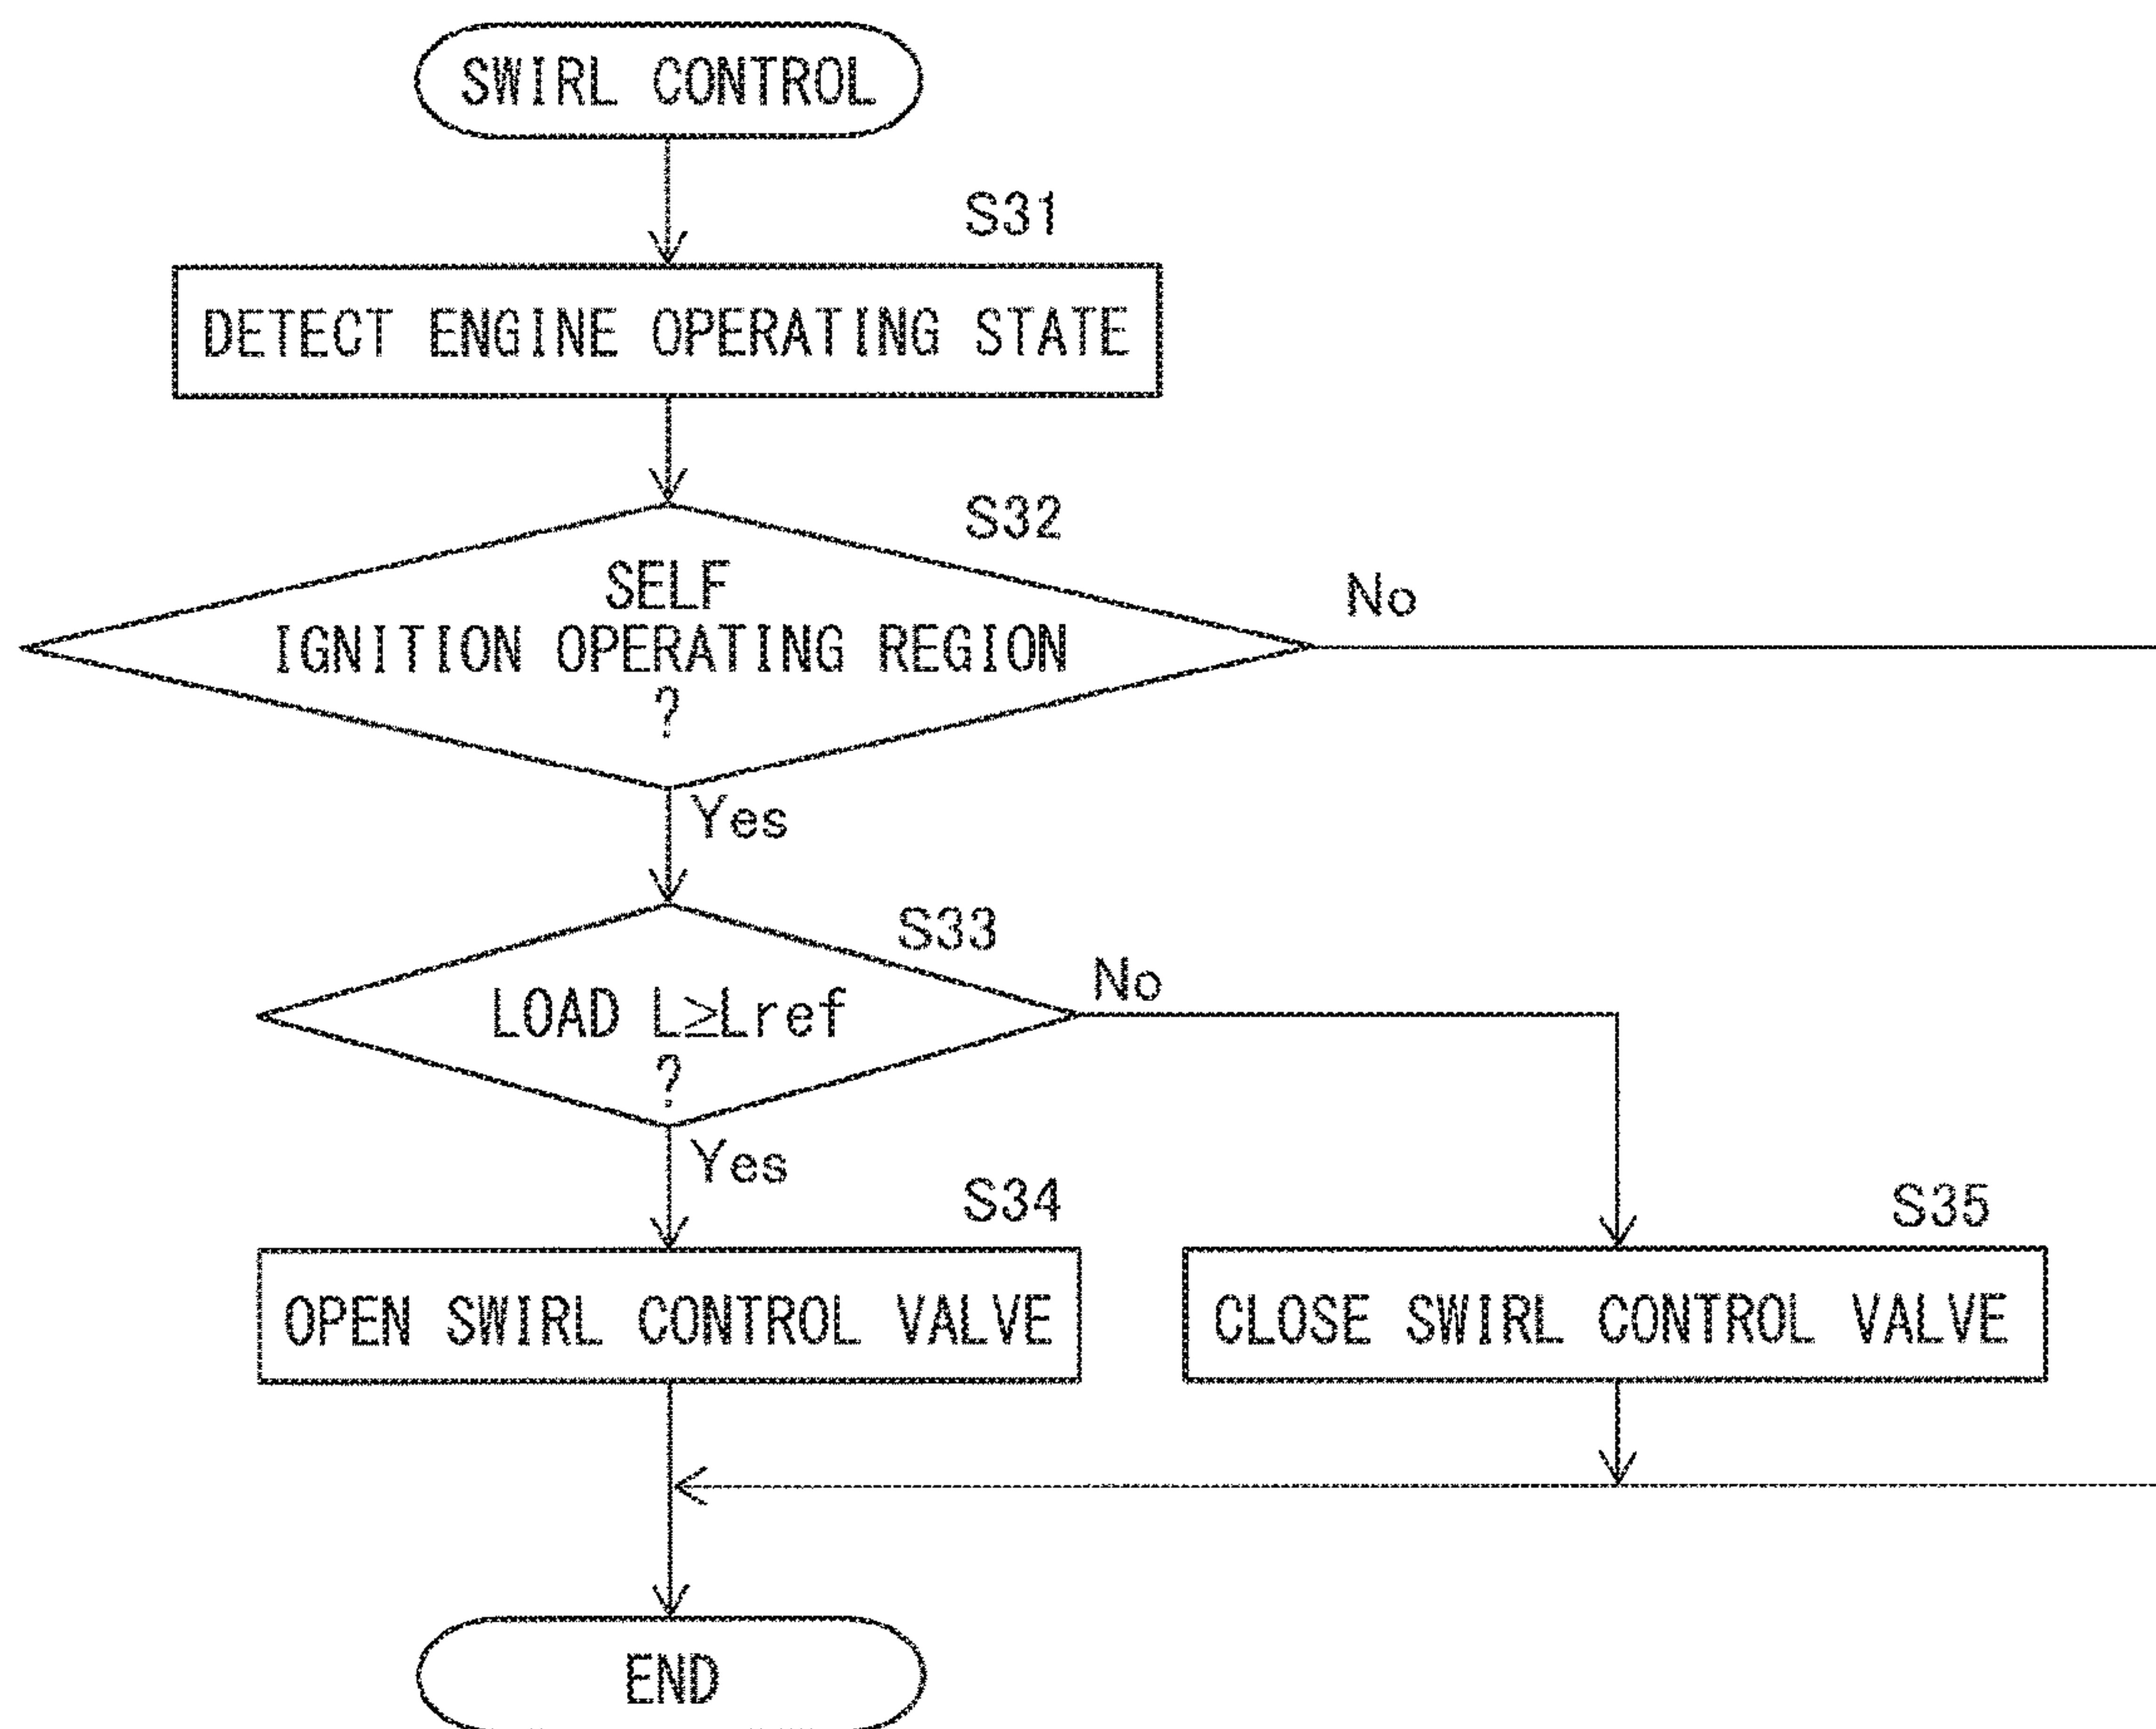 SWIRL CONTROL
S31
DETECT ENGINE OPERATING STATE
S32
SELF
IGNITION OPERATING REGION
?
No
Yes
S33
LOAD L≥Lref
?
No
Yes
S34
OPEN SWIRL CONTROL VALVE
S35
CLOSE SWIRL CONTROL VALVE
END